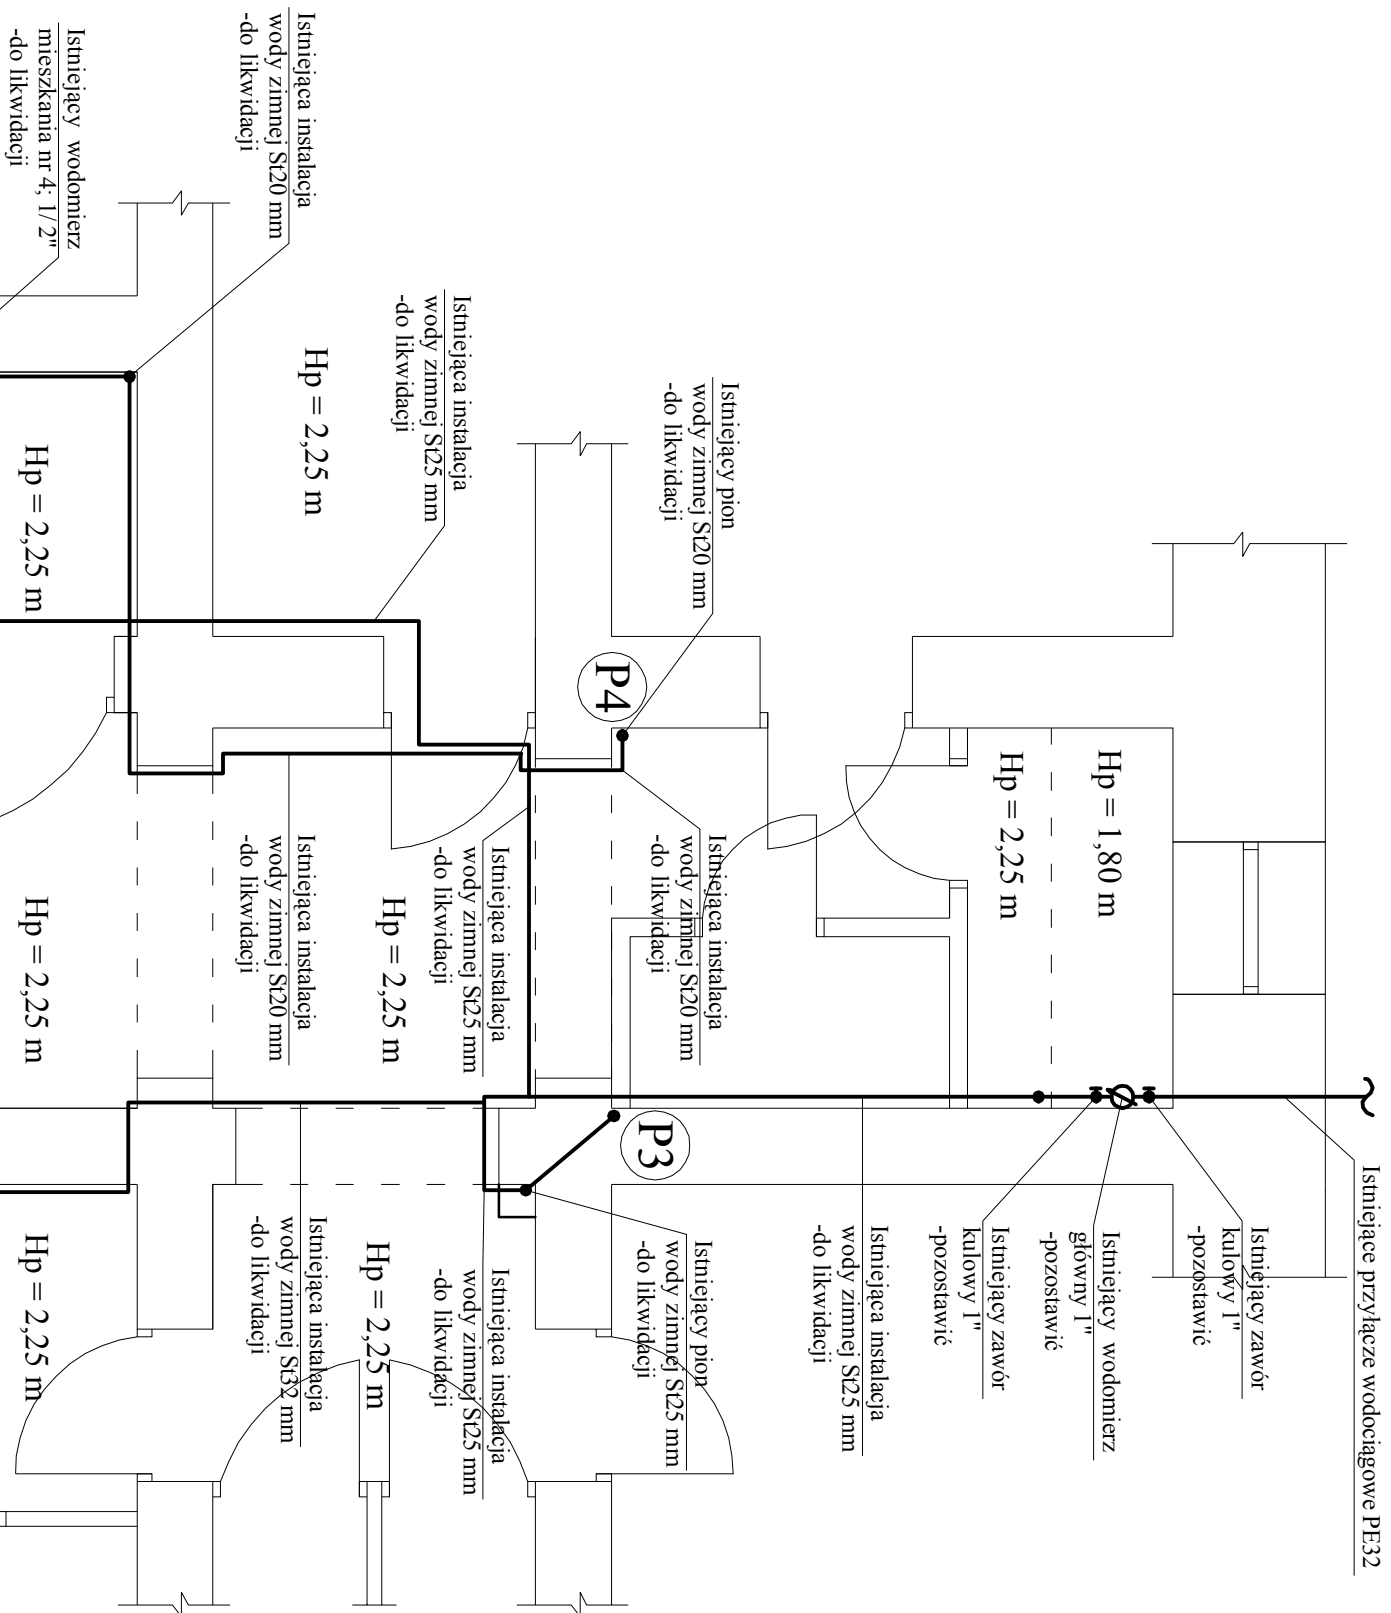 Istniejące przyłącze wodociągowe PE32
Istniejący zawór
kulowy 1"
-pozostawić
Istniejący wodomierz
główny 1"
-pozostawić
Istniejący zawór
kulowy 1"
-pozostawić
Istniejąca instalacja
wody zimnej St25 mm
-do likwidacji
Hp = 1,80 m
Hp = 2,25 m
Istniejący pion
wody zimnej St20 mm
-do likwidacji
Istniejąca instalacja
wody zimnej St20 mm
-do likwidacji
Istniejący pion
wody zimnej St25 mm
-do likwidacji
P4
P3
Istniejąca instalacja
wody zimnej St25 mm
-do likwidacji
Istniejąca instalacja
wody zimnej St25 mm
-do likwidacji
Istniejąca instalacja
wody zimnej St25 mm
-do likwidacji
Hp = 2,25 m
Hp = 2,25 m
Hp = 2,25 m
Istniejąca instalacja
wody zimnej St20 mm
-do likwidacji
Istniejąca instalacja
wody zimnej St20 mm
-do likwidacji
Istniejąca instalacja
wody zimnej St32 mm
-do likwidacji
Istniejący wodomierz
mieszkania nr 4; 1/2"
-do likwidacji
Hp = 2,25 m
Hp = 2,25 m
Hp = 2,25 m